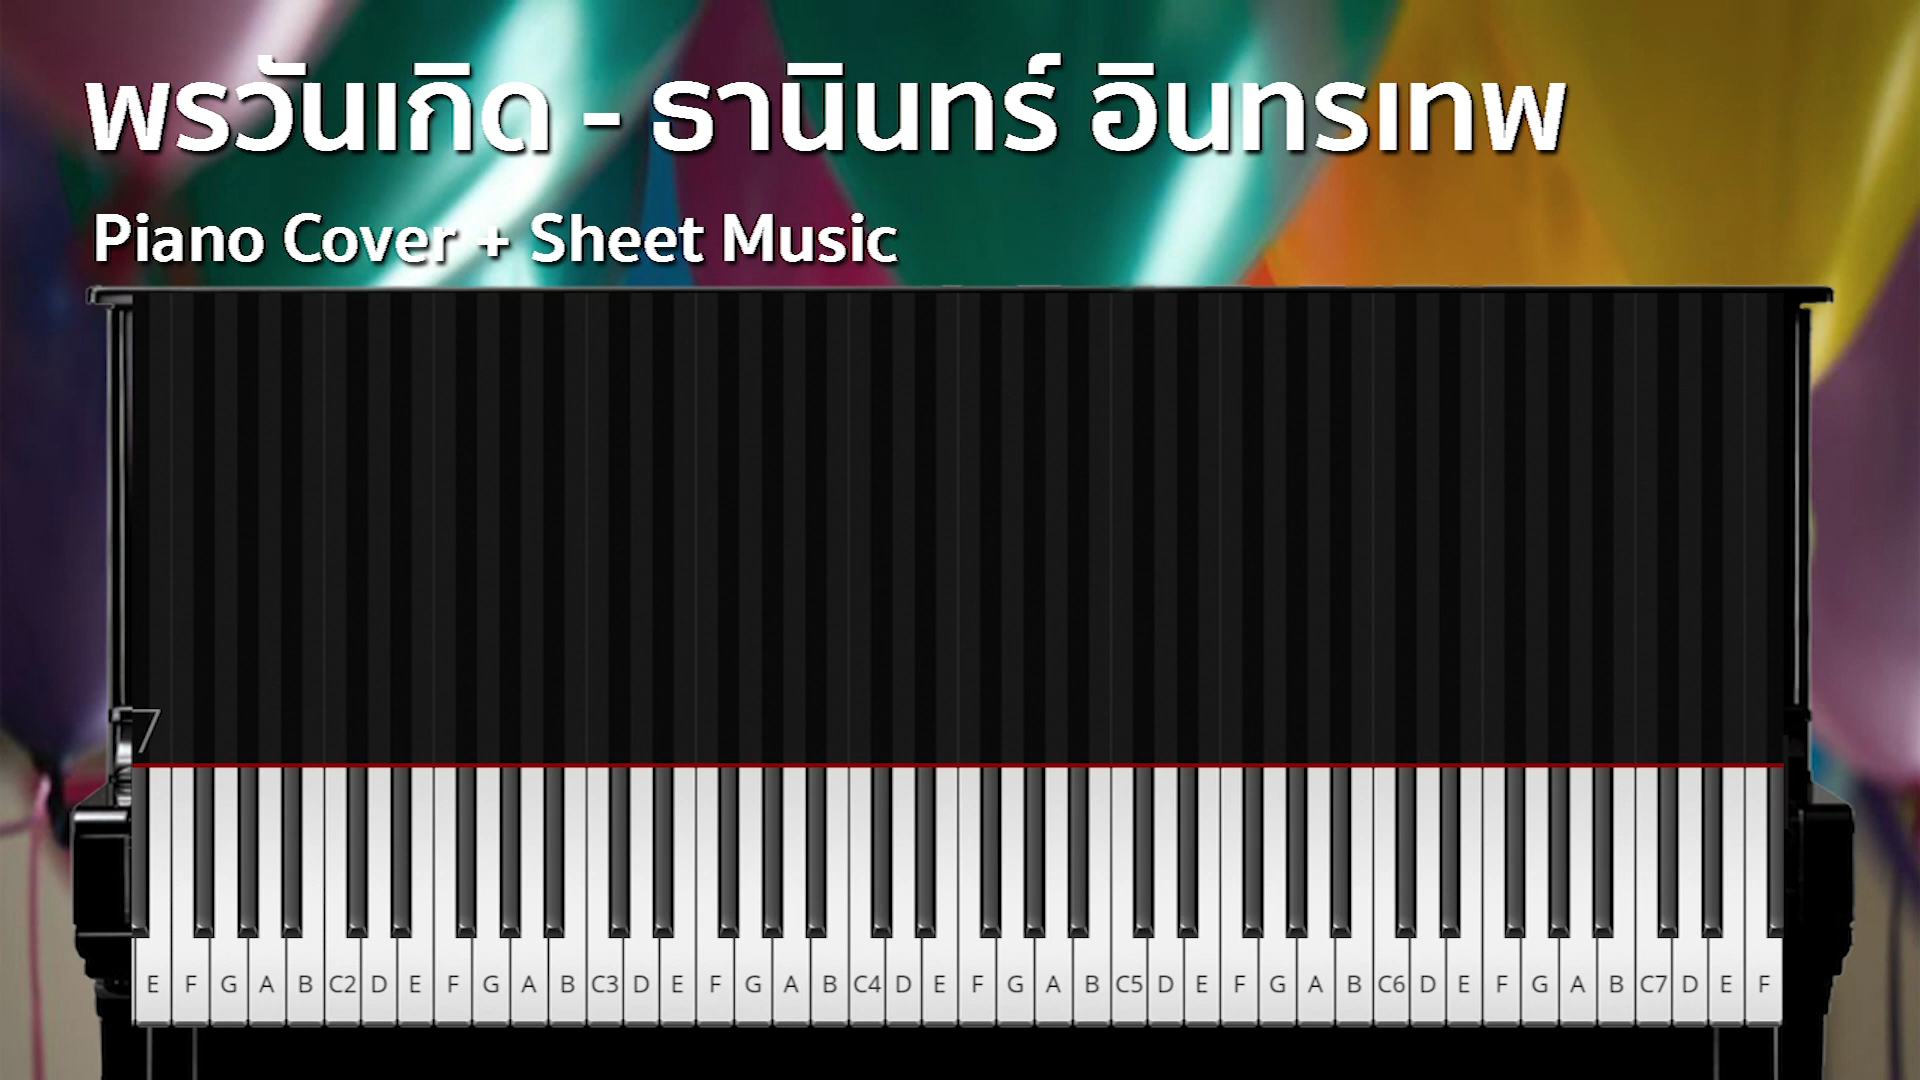 พรวันเกิด - ธานินทร์ อินทรเทพ
Piano Cover + Sheet Music
7
E F G A B C2 D E F G A B C3 D E F G A B C4 D E F G A B C5 D E F G A B C6 D E F G A B C7 D E F